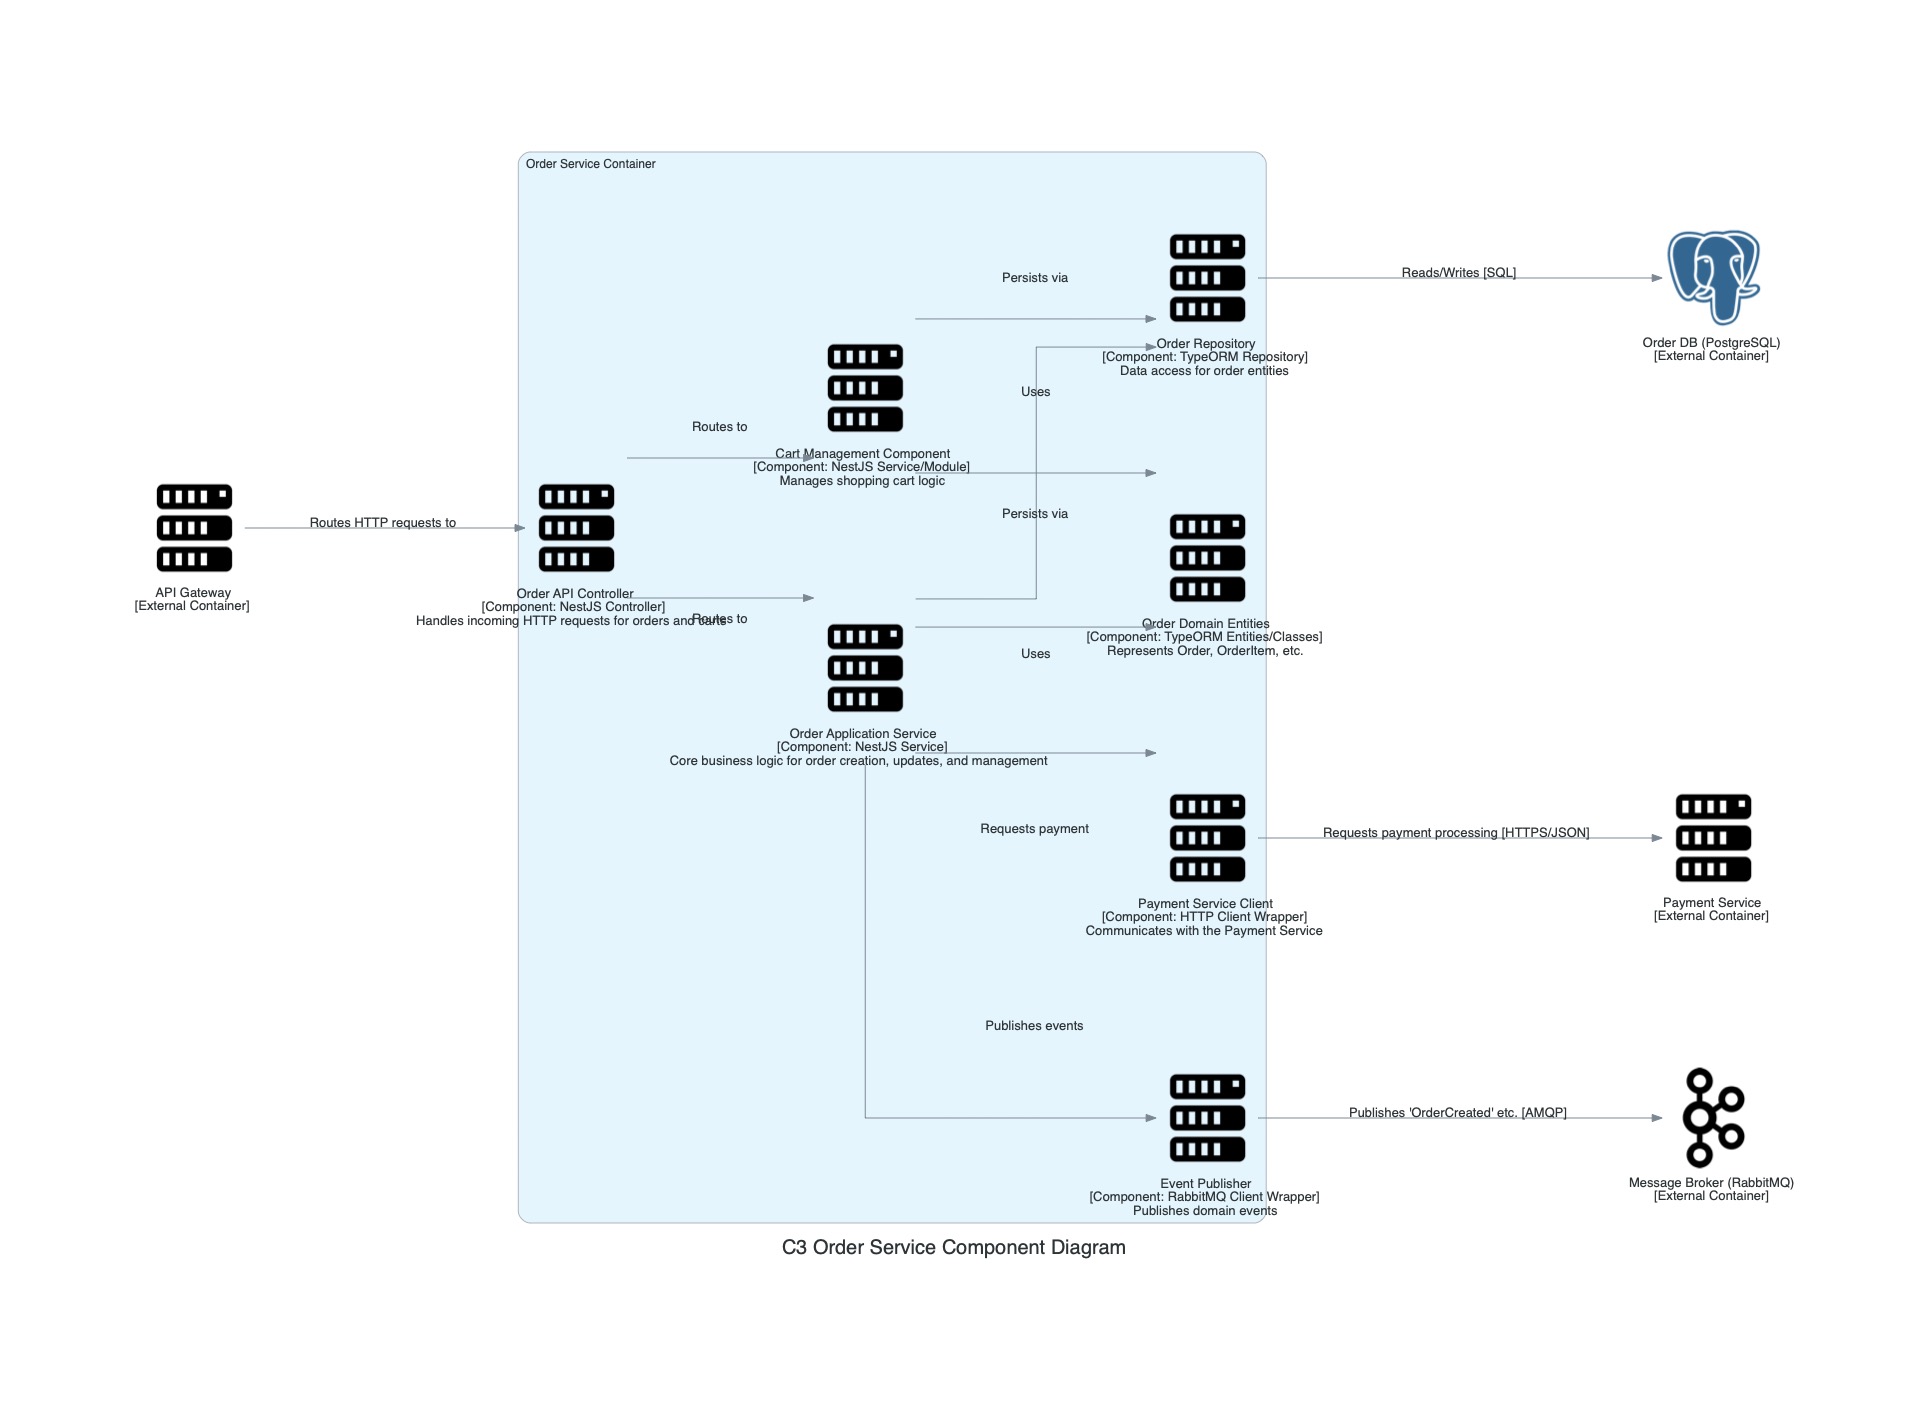 Order Service Container
Persists via
Reads/Writes [SQL]
Order Repository
[Component: TypeORM Repository]
Data access for order entities
Order DB (PostgreSQL)
[External Container]
Uses
Routes to
Cart Management Component
[Component: NestJS Service/Module]
Manages shopping cart logic
Persists via
Routes HTTP requests to
API Gateway
[External Container]
Order API Controller
[Component: NestJS Controller]
Handles incoming HTTP requests for orders and carts
Routes to
Order Domain Entities
[Component: TypeORM Entities/Classes]
Represents Order, OrderItem, etc.
Uses
Order Application Service
[Component: NestJS Service]
Core business logic for order creation, updates, and management
Requests payment
Requests payment processing [HTTPS/JSON]
Payment Service Client
[Component: HTTP Client Wrapper]
Communicates with the Payment Service
Payment Service
[External Container]
Publishes events
Publishes 'OrderCreated' etc. [AMQP]
Event Publisher
[Component: RabbitMQ Client Wrapper]
Publishes domain events
Message Broker (RabbitMQ)
[External Container]
C3 Order Service Component Diagram